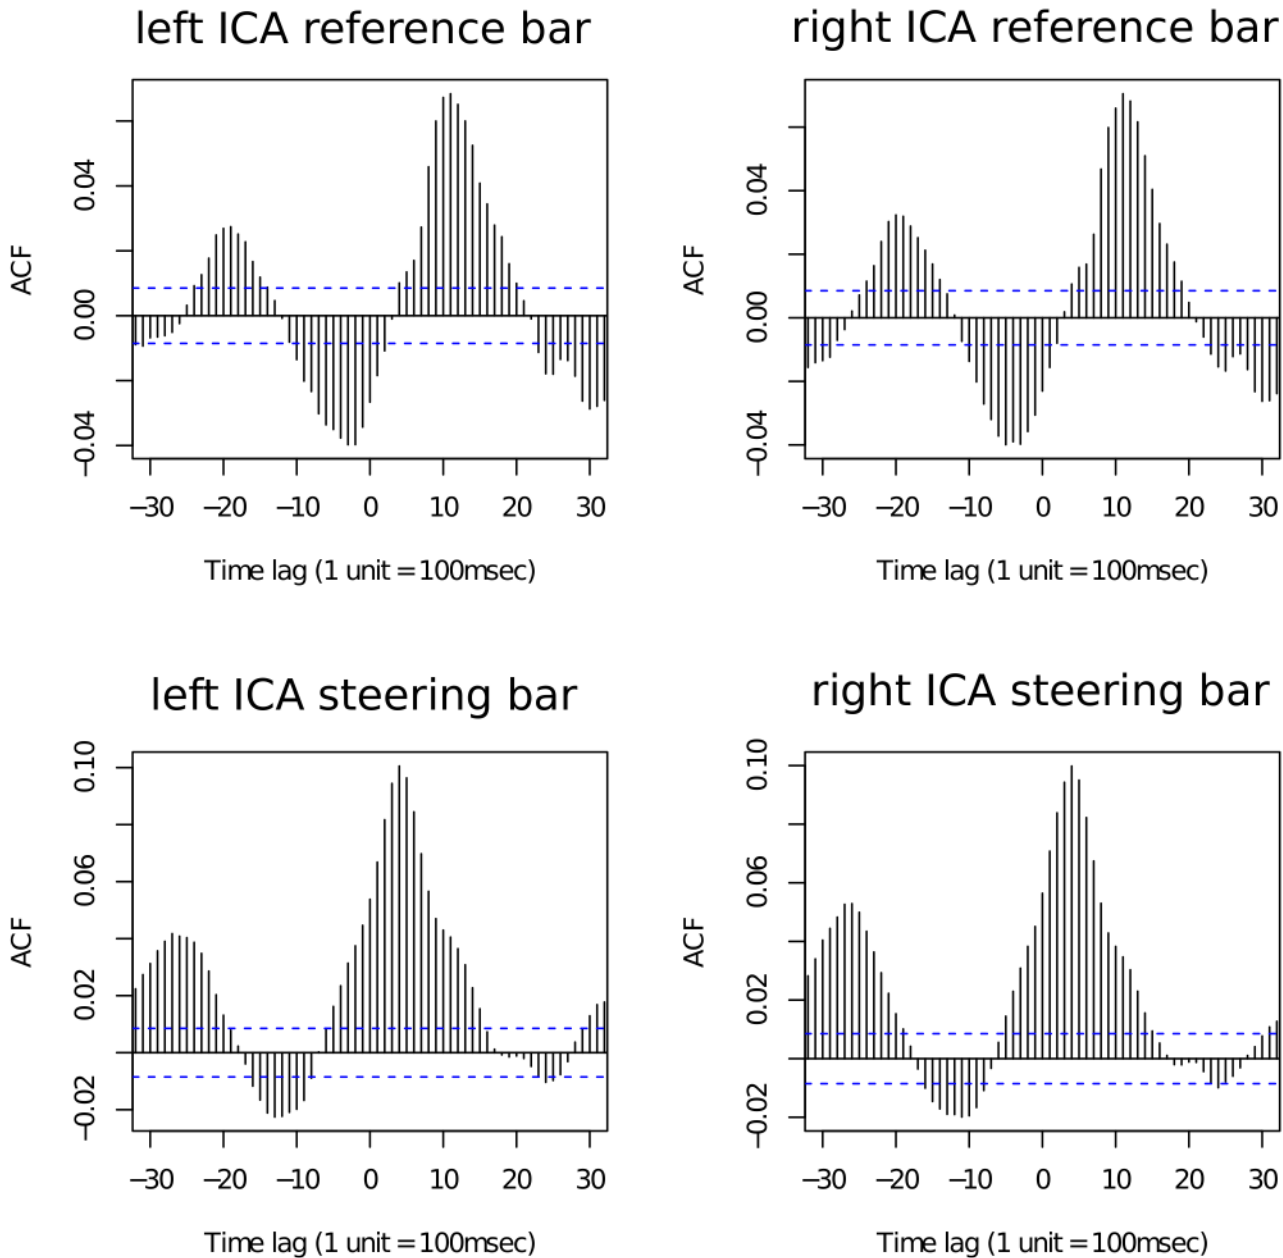 left ICA reference bar
ACF
0.04
0.00
−0.04
−30 −20 −10 0 10 20 30
Time lag (1 unit = 100msec)
right ICA reference bar
ACF
0.04
0.00
−0.04
−30 −20 −10 0 10 20 30
Time lag (1 unit = 100msec)
left ICA steering bar
ACF
0.10
0.06
0.02
−0.02
−30 −20 −10 0 10 20 30
Time lag (1 unit = 100msec)
right ICA steering bar
ACF
0.10
0.06
0.02
−0.02
−30 −20 −10 0 10 20 30
Time lag (1 unit = 100msec)